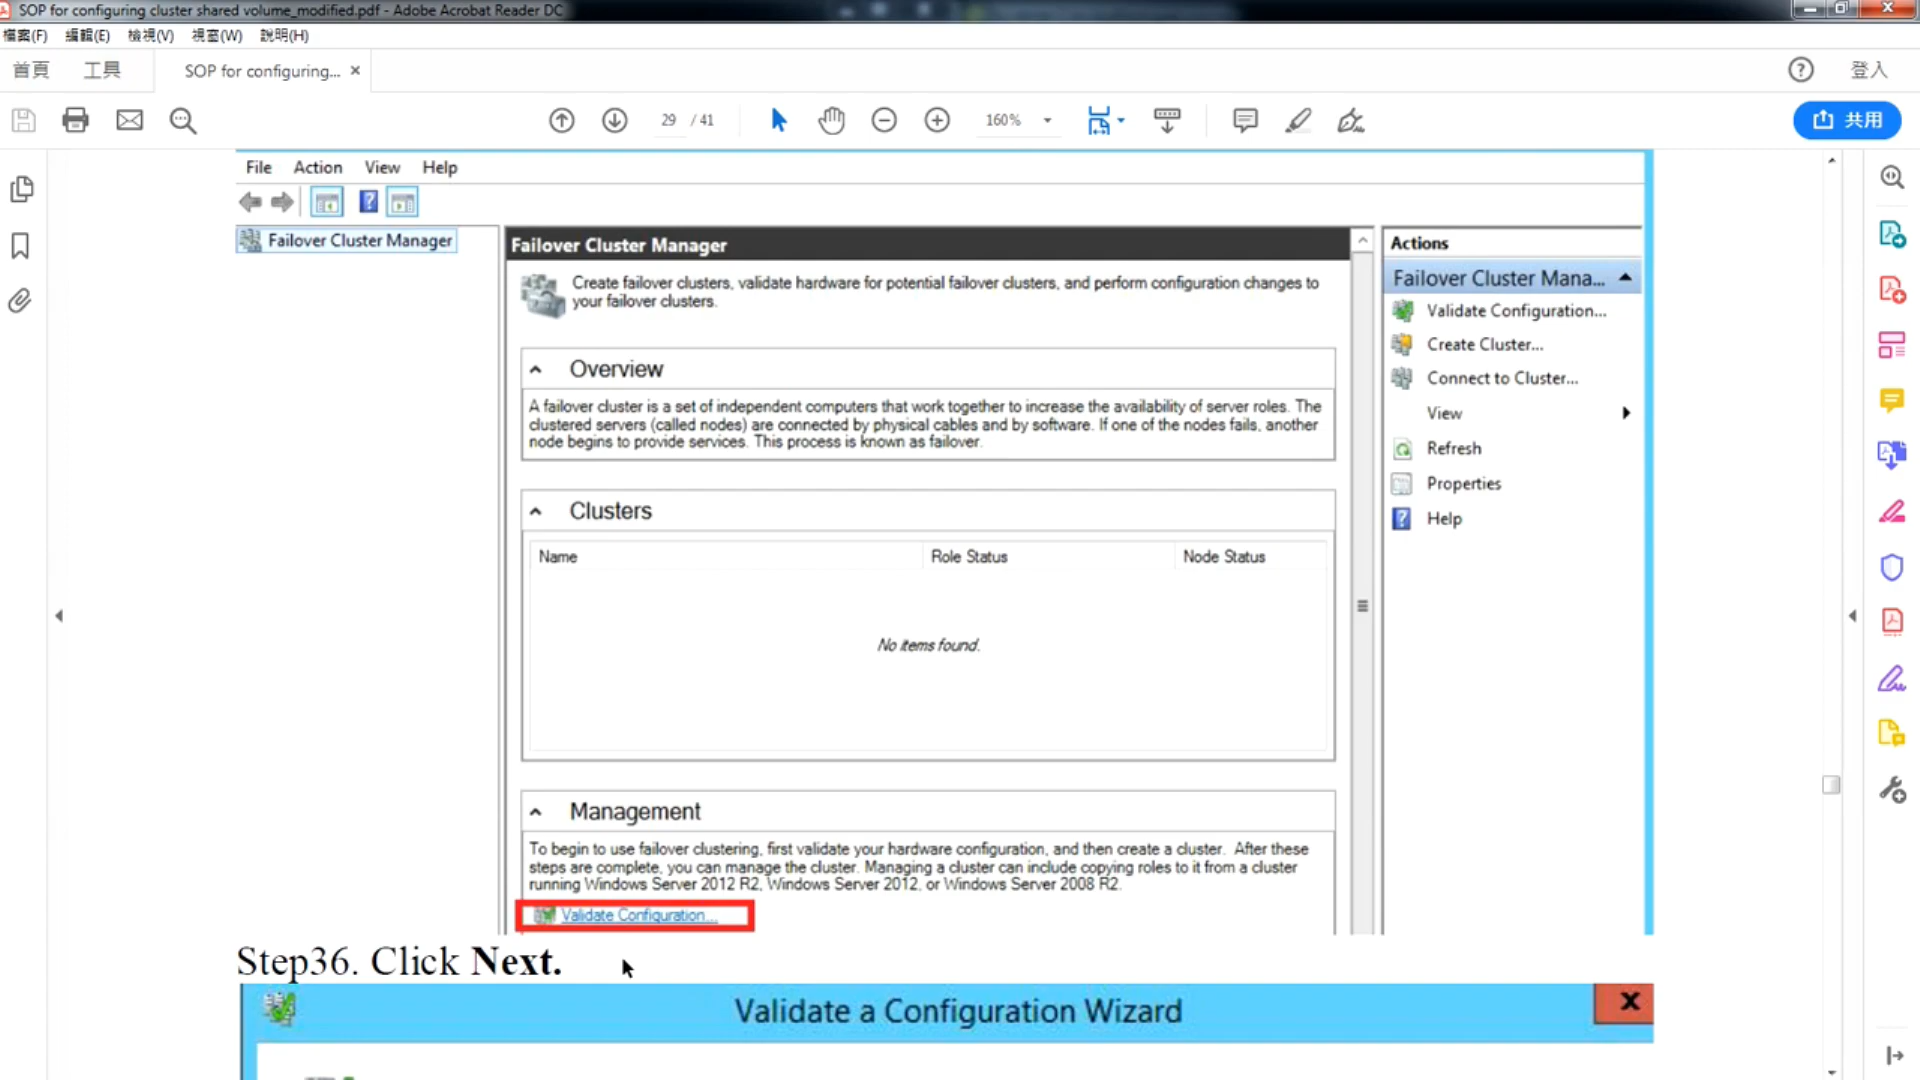 SOP for configuring cluster shared volume_modified.pdf - Adobe Acrobat Reader DC
檔案(F) 編輯(E) 檢視(V) 視窗(W) 說明(H)
首頁 工具 SOP for configuring... × 登入
29 / 41 160% 共用
File Action View Help
Failover Cluster Manager
Failover Cluster Manager
Create failover clusters, validate hardware for potential failover clusters, and perform configuration changes to
your failover clusters.
Overview
A failover cluster is a set of independent computers that work together to increase the availability of server roles. The
clustered servers (called nodes) are connected by physical cables and by software. If one of the nodes fails, another
node begins to provide services. This process is known as failover.
Clusters
Name Role Status Node Status
No items found.
Management
To begin to use failover clustering, first validate your hardware configuration, and then create a cluster. After these
steps are complete, you can manage the cluster. Managing a cluster can include copying roles to it from a cluster
running Windows Server 2012 R2, Windows Server 2012, or Windows Server 2008 R2.
Validate Configuration...
Actions
Failover Cluster Mana...
Validate Configuration...
Create Cluster...
Connect to Cluster...
View
Refresh
Properties
Help
Step36. Click Next.
Validate a Configuration Wizard